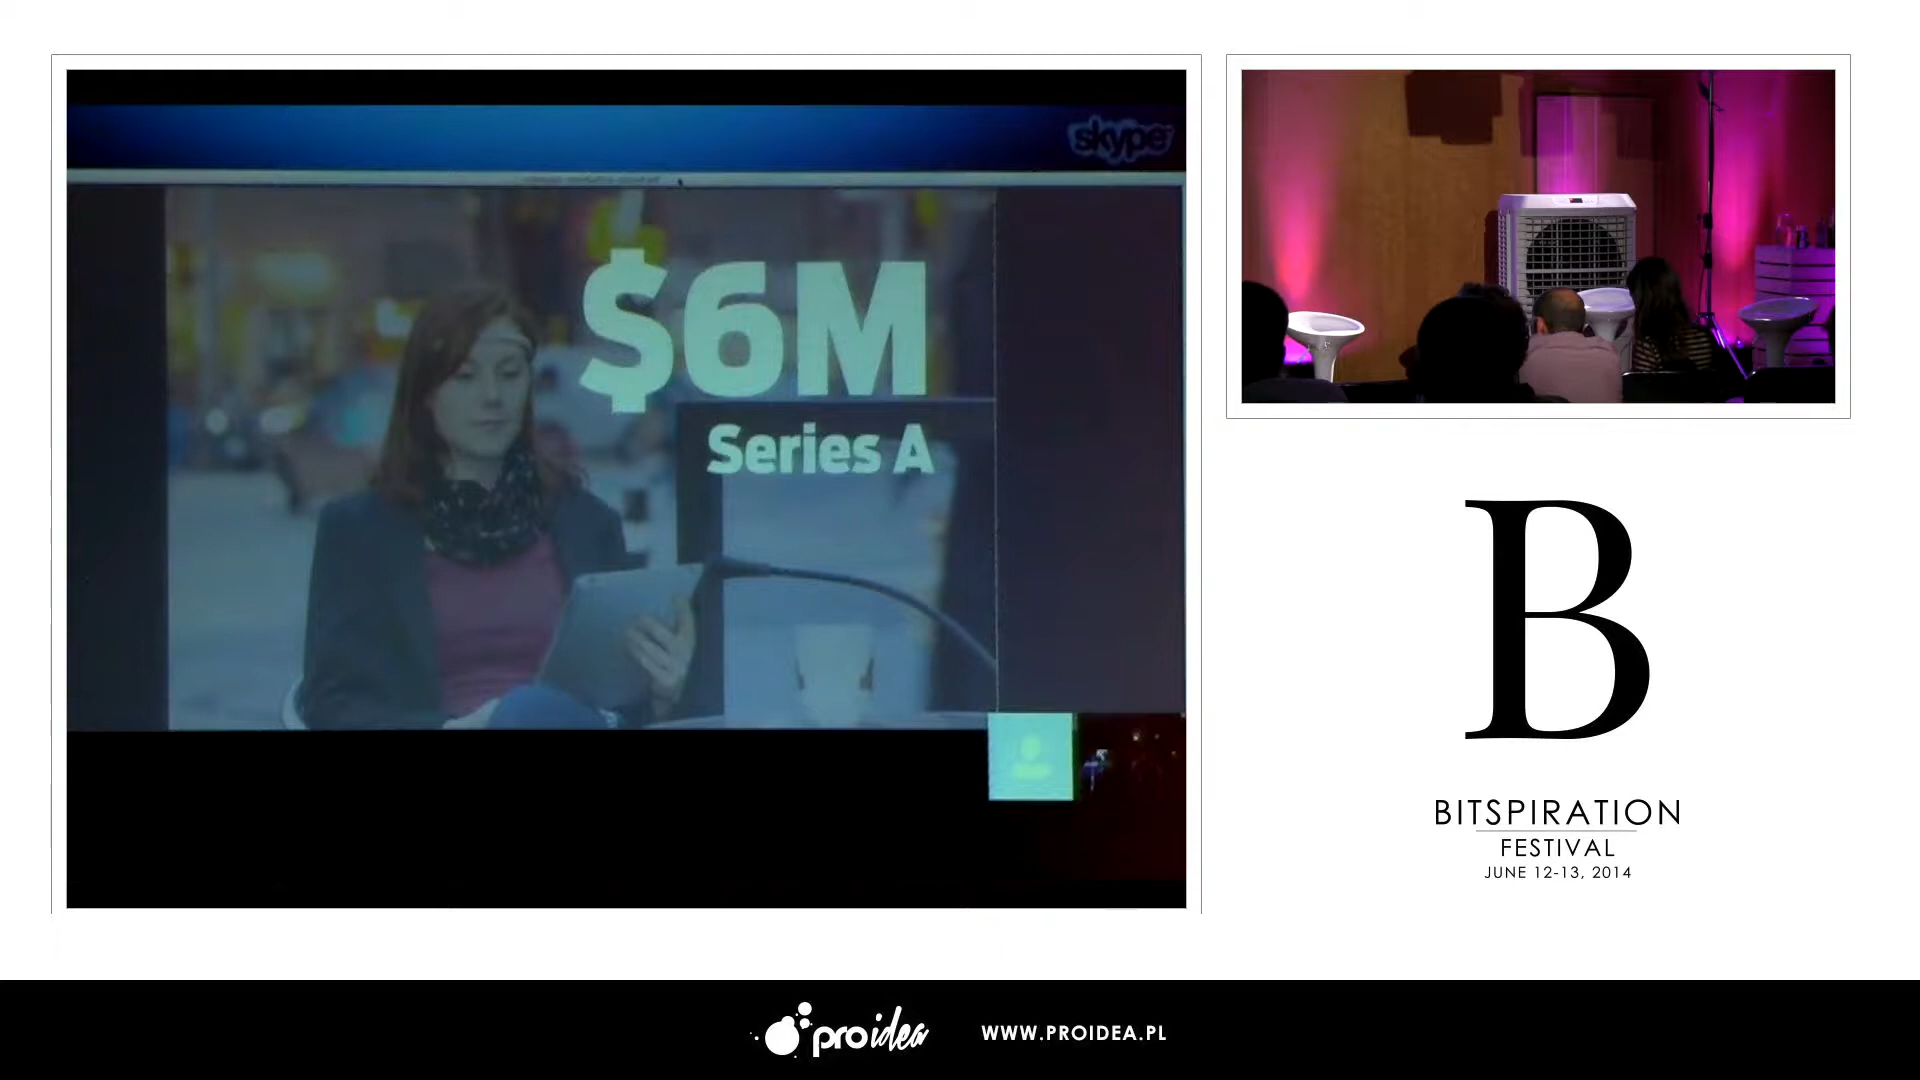 skype
$6M
Series A
B
BITSPIRATION
FESTIVAL
JUNE 12-13, 2014
proidea
WWW.PROIDEA.PL